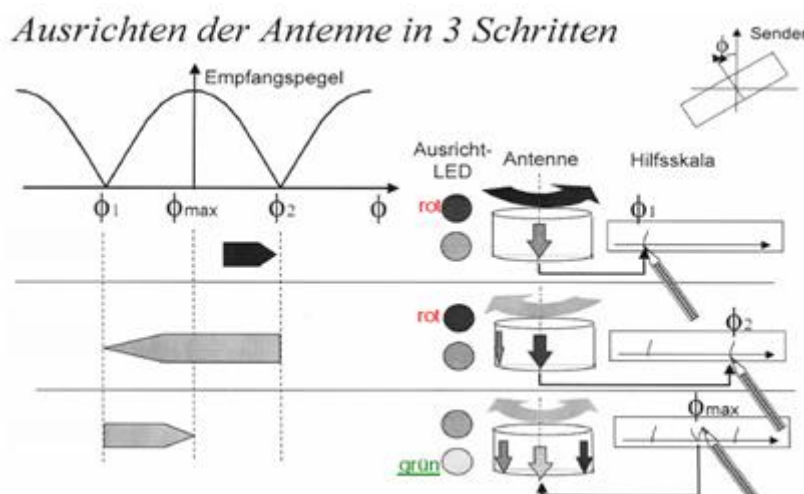 Ausrichten der Antenne in 3 Schritten
Sender
ϕ
Empfangspegel
Ausricht-
LED
Antenne
Hilfsskala
ϕ1
ϕmax
ϕ2
ϕ
rot
ϕ1
rot
ϕ2
ϕmax
grün